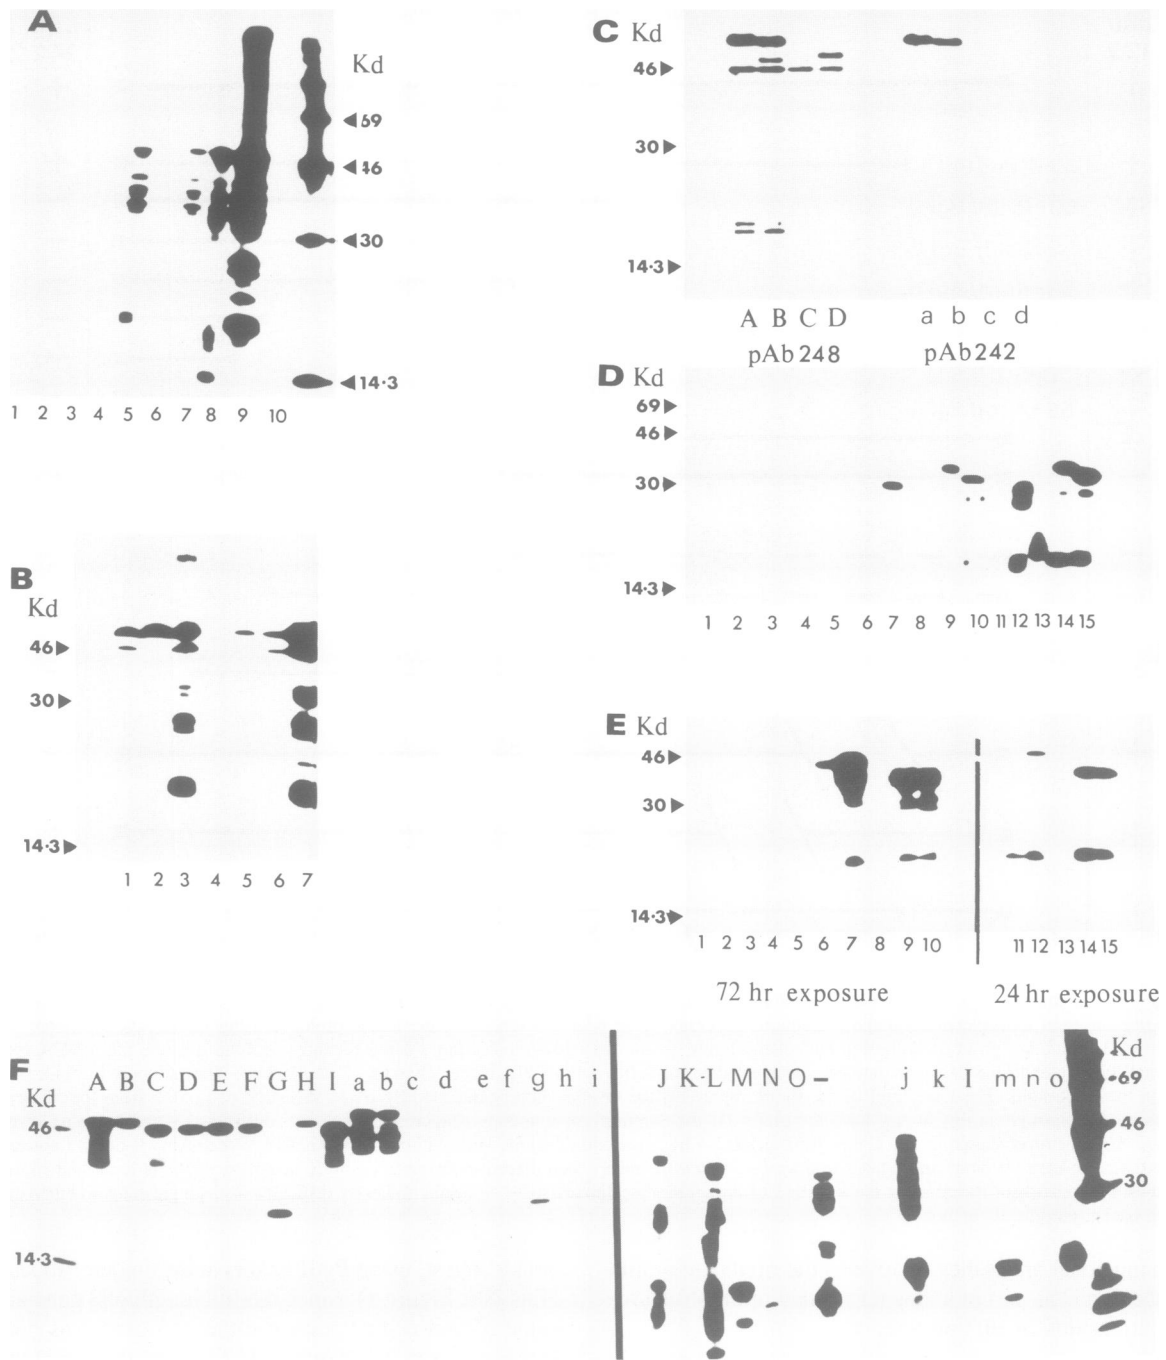 A
Kd
◀69
◀46
◀30
◀14·3
1 2 3 4 5 6 7 8 9 10
B
Kd
46▶
30▶
14·3▶
1 2 3 4 5 6 7
C Kd
46▶
30▶
14·3▶
A B C D a b c d
pAb 248 pAb 242
D Kd
69▶
46▶
30▶
14·3▶
1 2 3 4 5 6 7 8 9 10 11 12 13 14 15
E Kd
46▶
30▶
14·3▶
1 2 3 4 5 6 7 8 9 10 11 12 13 14 15
72 hr exposure 24 hr exposure
F
A B C D E F G H I a b c d e f g h i J K L M N O – j k l m n o
Kd
46
14·3
Kd
69
46
30